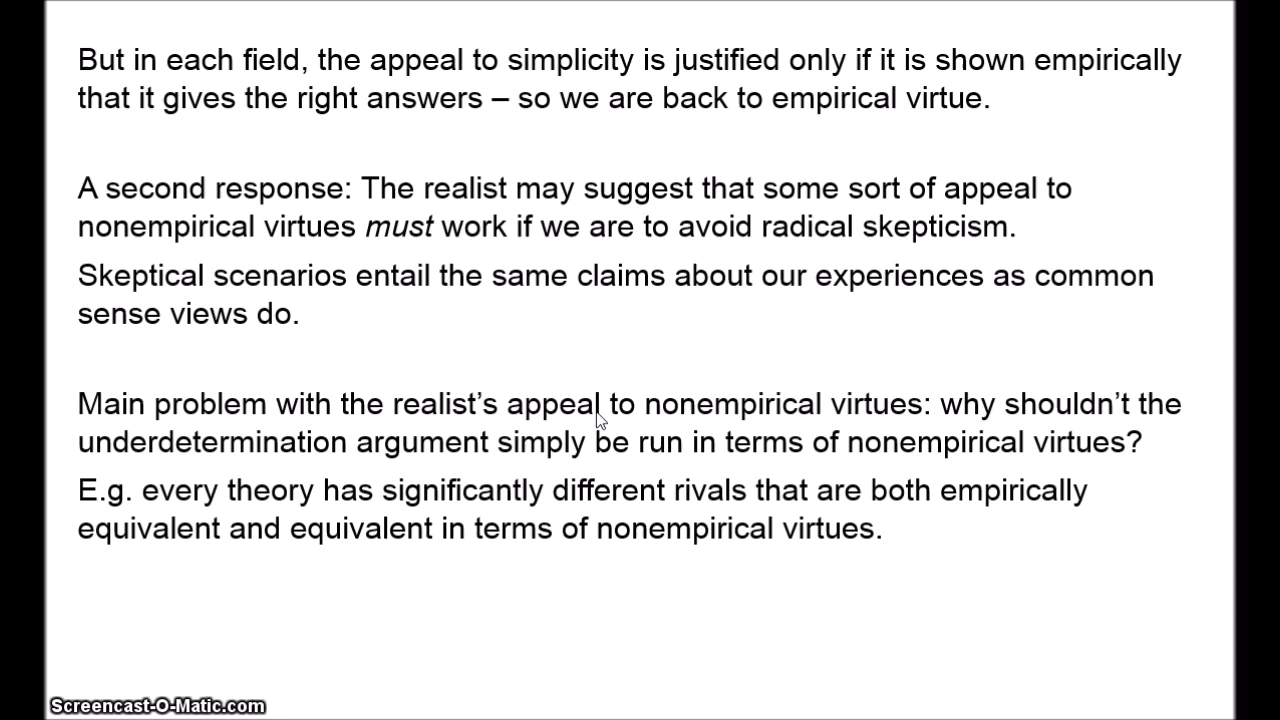 But in each field, the appeal to simplicity is justified only if it is shown empirically
that it gives the right answers – so we are back to empirical virtue.
A second response: The realist may suggest that some sort of appeal to
nonempirical virtues must work if we are to avoid radical skepticism.
Skeptical scenarios entail the same claims about our experiences as common
sense views do.
Main problem with the realist’s appeal to nonempirical virtues: why shouldn’t the
underdetermination argument simply be run in terms of nonempirical virtues?
E.g. every theory has significantly different rivals that are both empirically
equivalent and equivalent in terms of nonempirical virtues.
Screencast-O-Matic.com